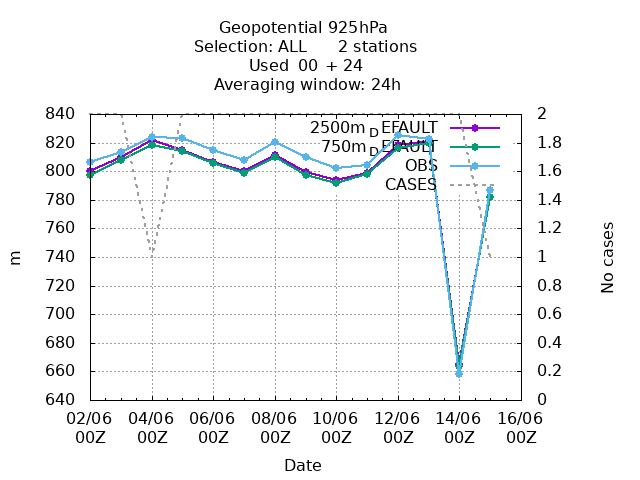 Geopotential 925hPa
Selection: ALL      2 stations
Used  00 + 24
Averaging window: 24h
2500m_DEFAULT
750m_DEFAULT
OBS
CASES
840
820
800
780
760
740
720
700
680
660
640
m
2
1.8
1.6
1.4
1.2
1
0.8
0.6
0.4
0.2
0
No cases
02/06 04/06 06/06 08/06 10/06 12/06 14/06 16/06
00Z 00Z 00Z 00Z 00Z 00Z 00Z 00Z
Date